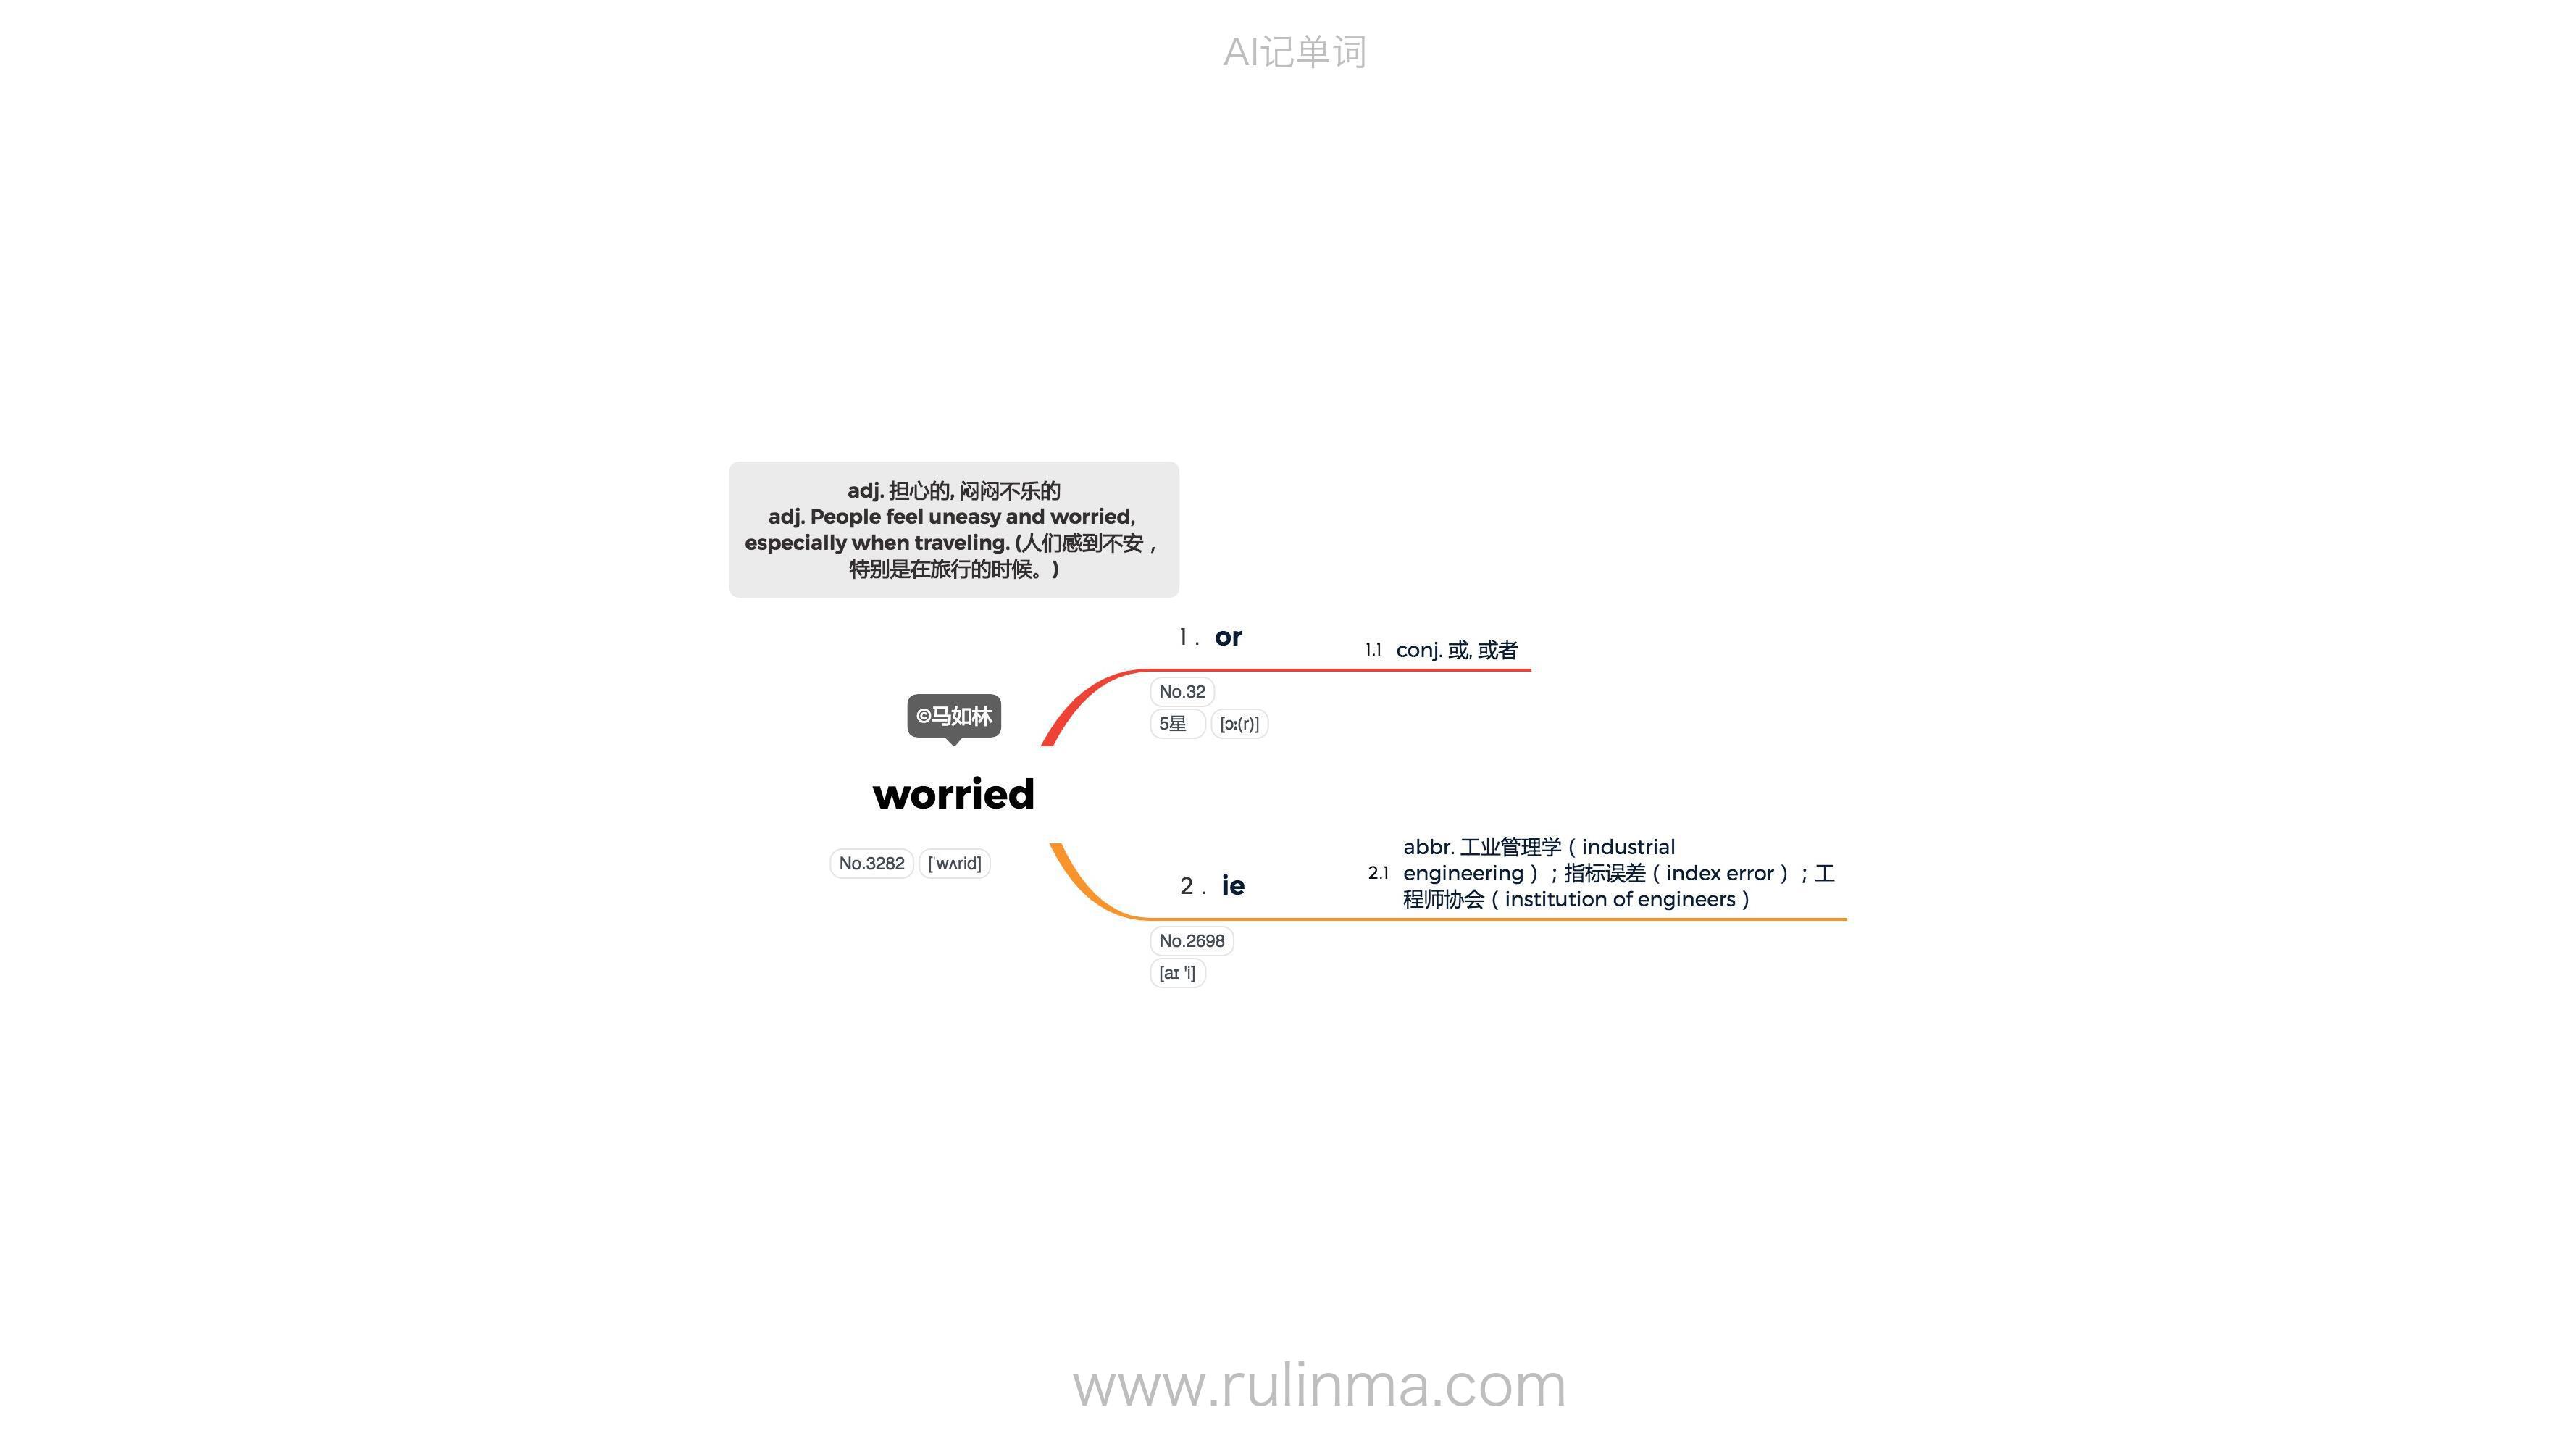 AI记单词
adj. 担心的, 闷闷不乐的
adj. People feel uneasy and worried,
especially when traveling. (人们感到不安，
特别是在旅行的时候。)
1. or
1.1 conj. 或, 或者
No.32
5星 [ɔː(r)]
©马如林
worried
No.3282 [ˈwʌrid]
2. ie
2.1 abbr. 工业管理学（industrial
engineering）；指标误差（index error）；工
程师协会（institution of engineers）
No.2698
[aɪ 'i]
www.rulinma.com